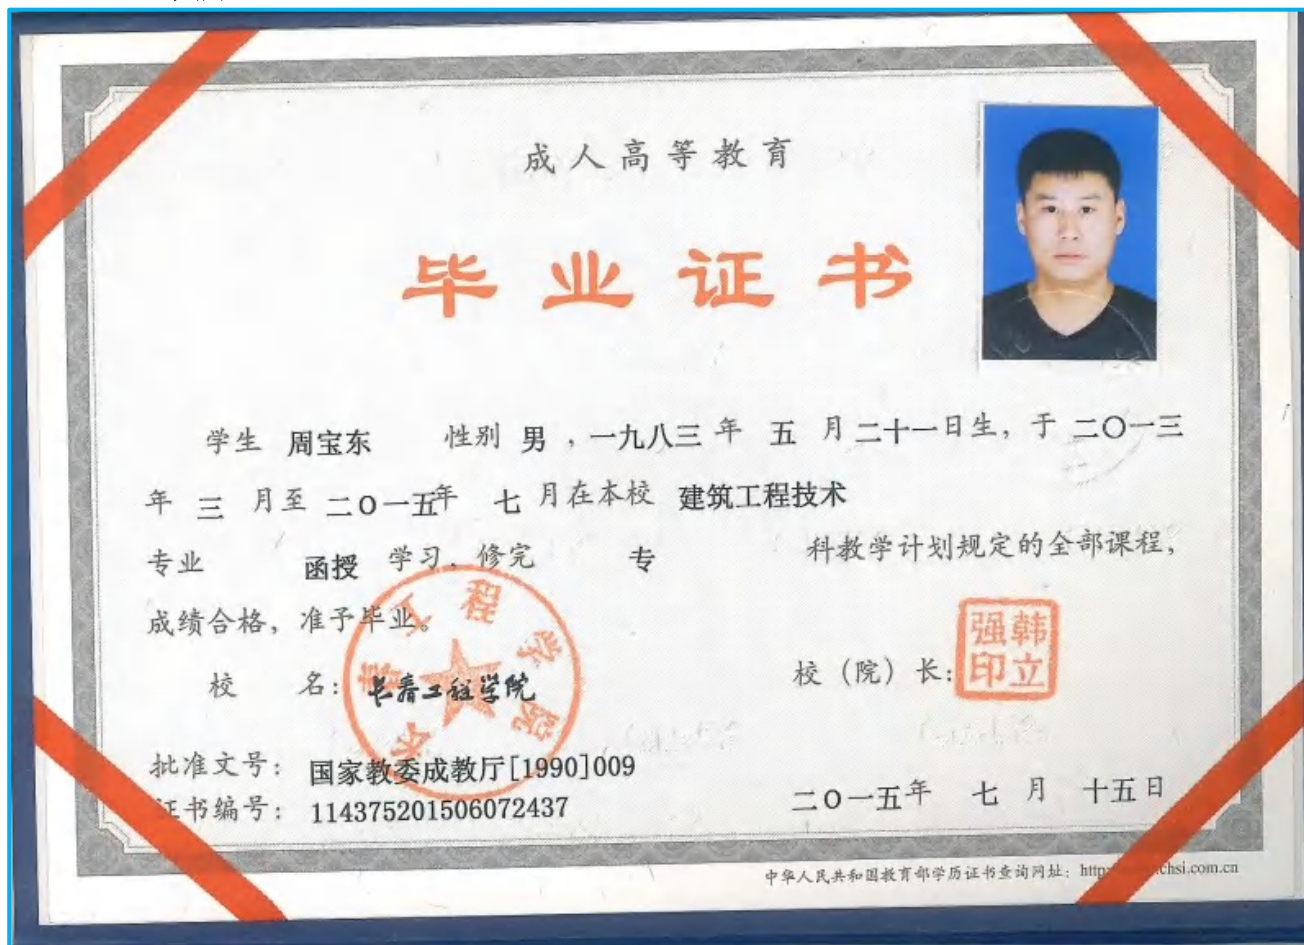 成人高等教育
毕业证书
学生 周宝东 性别 男 ，一九八三 年 五 月 二十一日生，于 二〇一三
年 三 月至 二〇一五年 七 月在本校 建筑工程技术
专业 函授 学习、修完 专 科教学计划规定的全部课程，
成绩合格，准予毕业。
校 名：长春工程学院
校（院）长：
韩立强印
批准文号：国家教委成教厅[1990]009
证书编号：114375201506072437
二〇一五年 七 月 十五日
中华人民共和国教育部学历证书查询网址：http chsi.com.cn